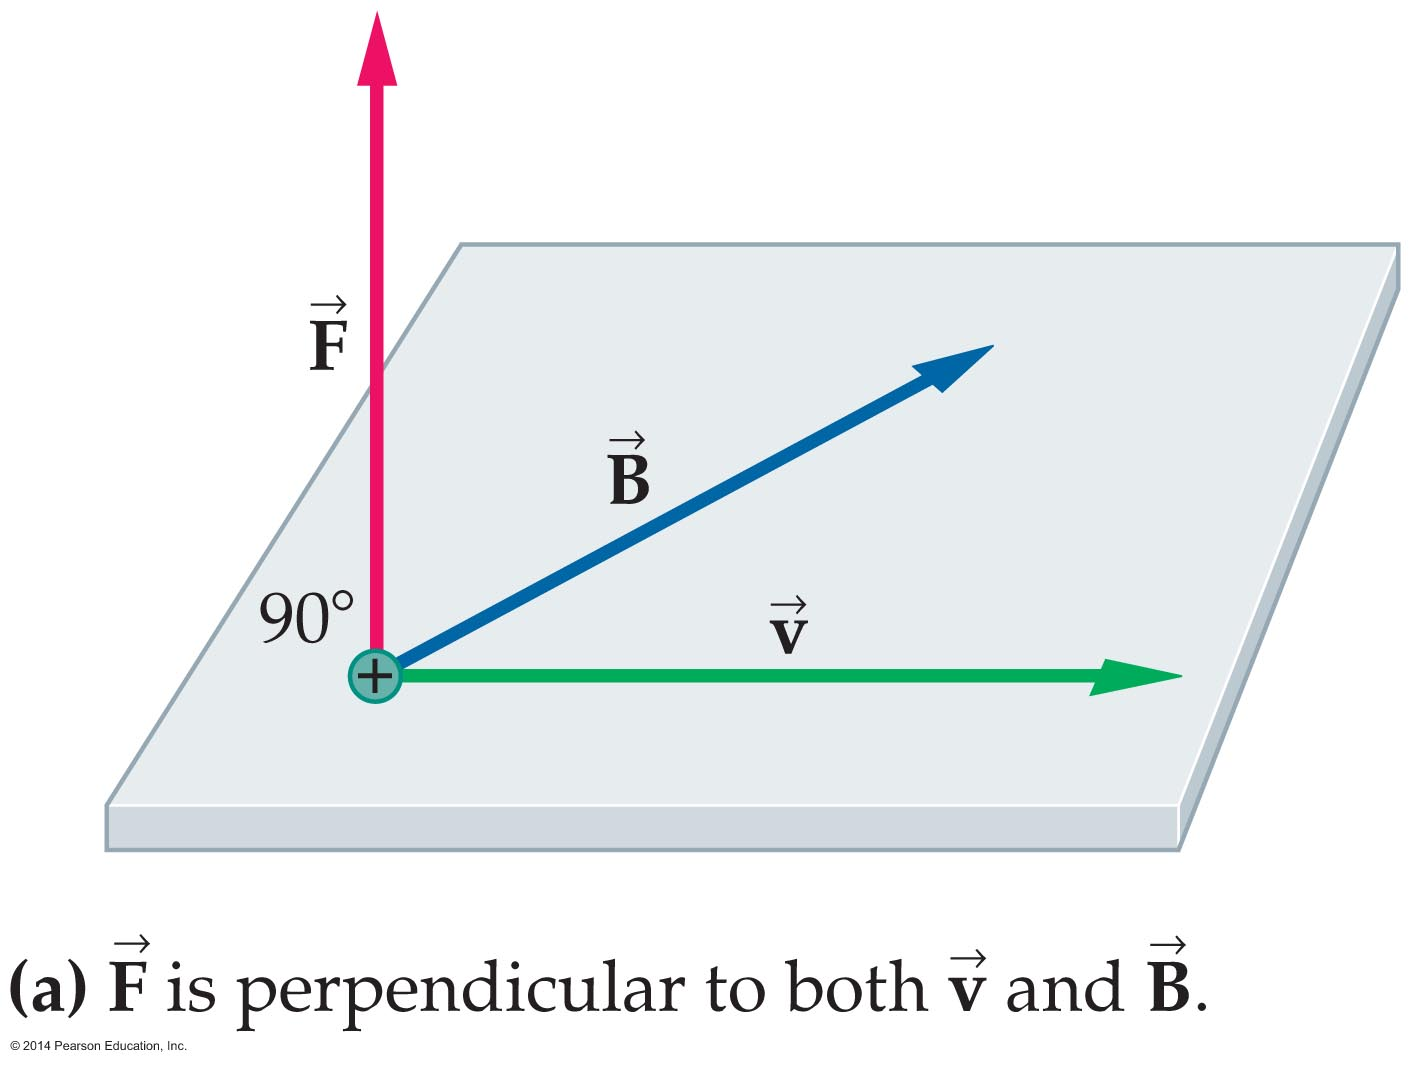 F⃗
B⃗
90°
v⃗
+
(a) F⃗ is perpendicular to both v⃗ and B⃗.
© 2014 Pearson Education, Inc.